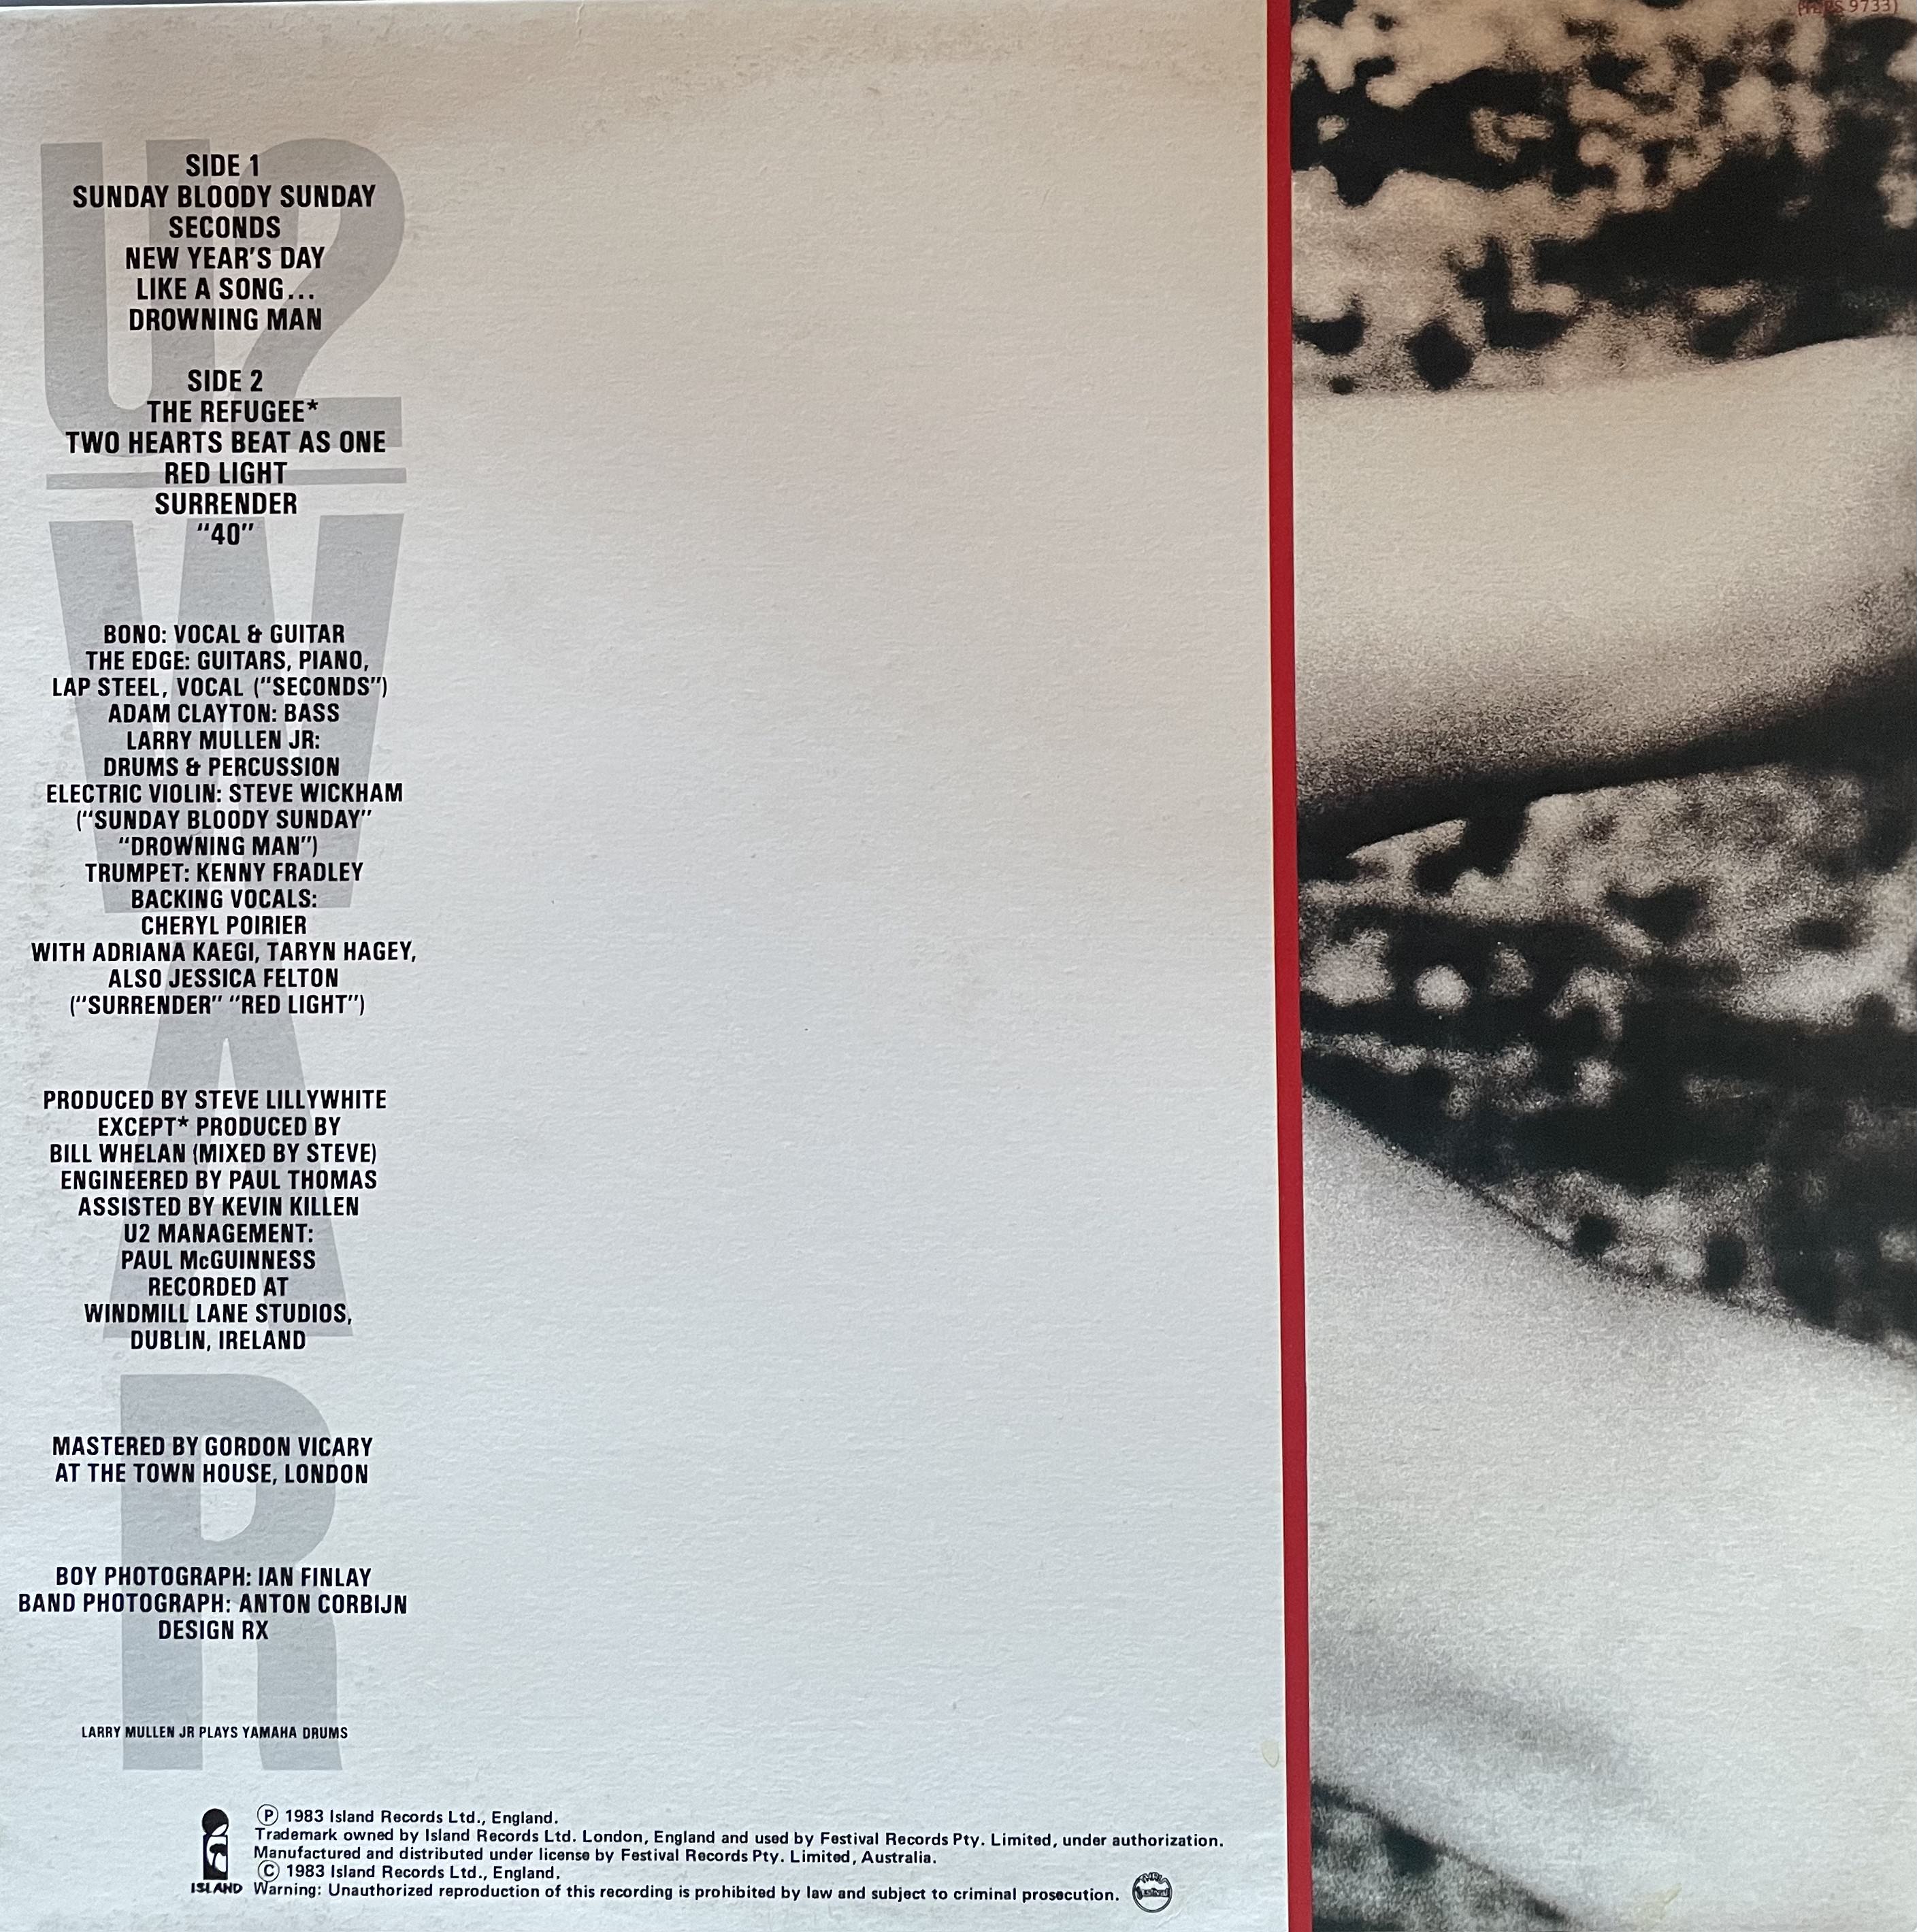 (ILPS 9733)
U2
WAR
SIDE 1
SUNDAY BLOODY SUNDAY
SECONDS
NEW YEAR'S DAY
LIKE A SONG...
DROWNING MAN
SIDE 2
THE REFUGEE*
TWO HEARTS BEAT AS ONE
RED LIGHT
SURRENDER
“40”
BONO: VOCAL & GUITAR
THE EDGE: GUITARS, PIANO,
LAP STEEL, VOCAL (“SECONDS”)
ADAM CLAYTON: BASS
LARRY MULLEN JR:
DRUMS & PERCUSSION
ELECTRIC VIOLIN: STEVE WICKHAM
(“SUNDAY BLOODY SUNDAY”
“DROWNING MAN”)
TRUMPET: KENNY FRADLEY
BACKING VOCALS:
CHERYL POIRIER
WITH ADRIANA KAEGI, TARYN HAGEY,
ALSO JESSICA FELTON
(“SURRENDER” “RED LIGHT”)
PRODUCED BY STEVE LILLYWHITE
EXCEPT* PRODUCED BY
BILL WHELAN (MIXED BY STEVE)
ENGINEERED BY PAUL THOMAS
ASSISTED BY KEVIN KILLEN
U2 MANAGEMENT:
PAUL McGUINNESS
RECORDED AT
WINDMILL LANE STUDIOS,
DUBLIN, IRELAND
MASTERED BY GORDON VICARY
AT THE TOWN HOUSE, LONDON
BOY PHOTOGRAPH: IAN FINLAY
BAND PHOTOGRAPH: ANTON CORBIJN
DESIGN RX
LARRY MULLEN JR PLAYS YAMAHA DRUMS
Ⓟ 1983 Island Records Ltd., England.
Trademark owned by Island Records Ltd. London, England and used by Festival Records Pty. Limited, under authorization.
Manufactured and distributed under license by Festival Records Pty. Limited, Australia.
© 1983 Island Records Ltd., England.
ISLAND Warning: Unauthorized reproduction of this recording is prohibited by law and subject to criminal prosecution.
Festival